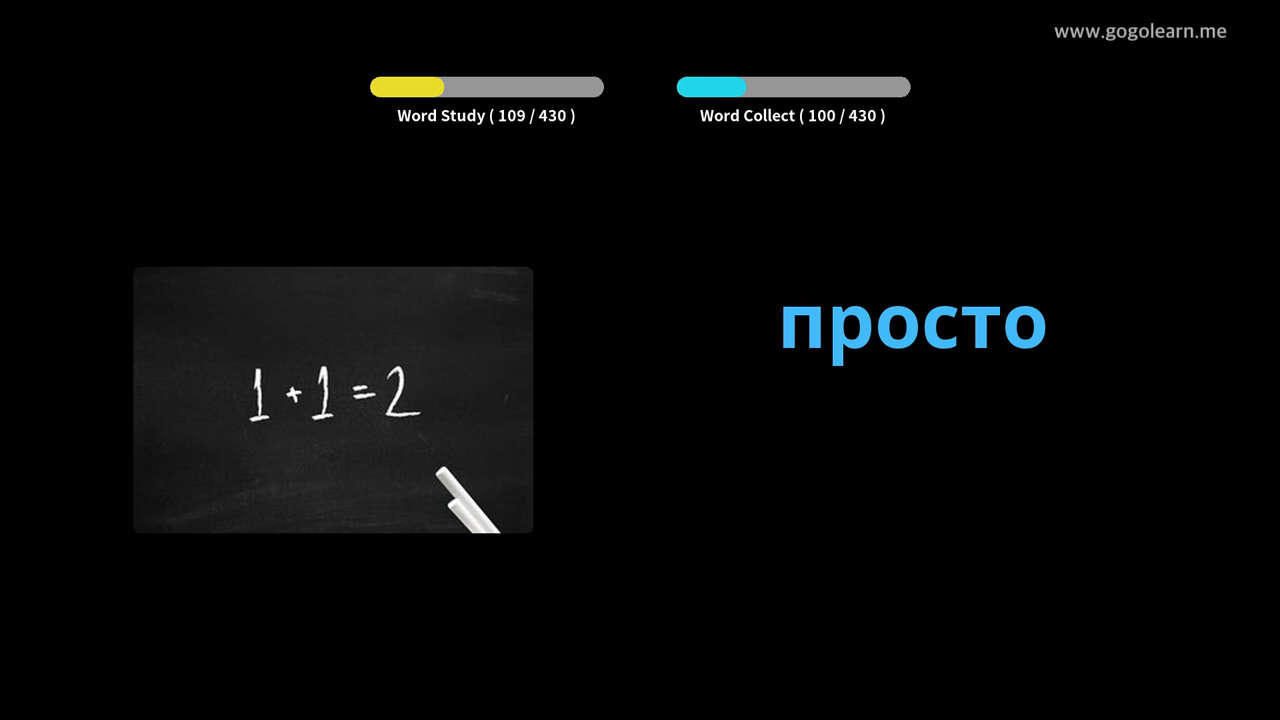 www.gogolearn.me
Word Study ( 109 / 430 )
Word Collect ( 100 / 430 )
1 + 1 = 2
просто